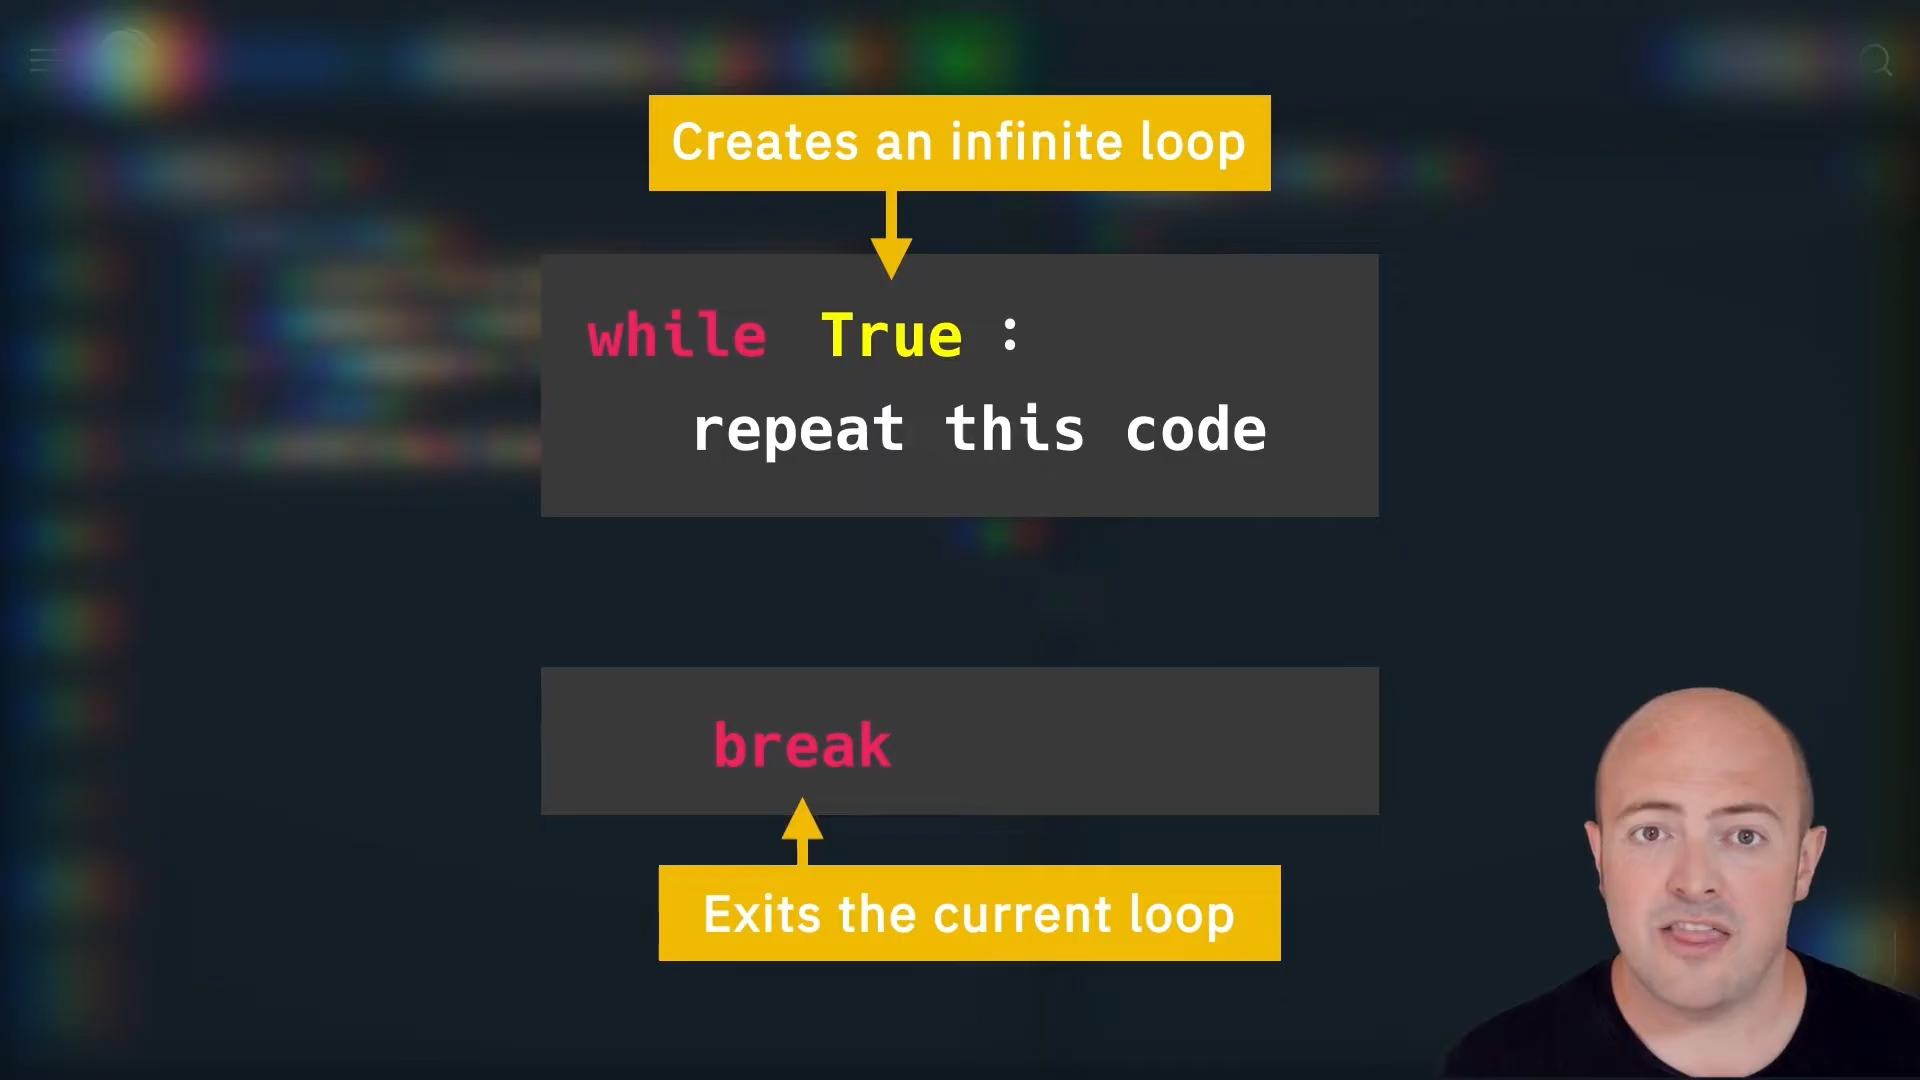 Creates an infinite loop
while True :
repeat this code
break
Exits the current loop